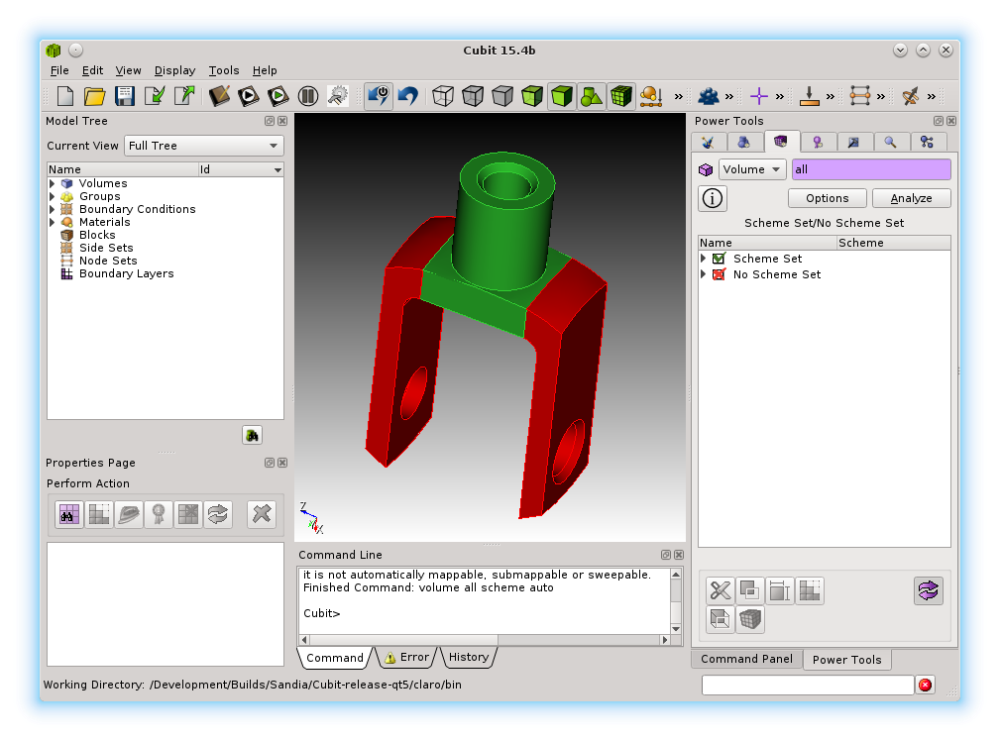 Cubit 15.4b
File Edit View Display Tools Help
Model Tree
Current View Full Tree
Name Id
Volumes
Groups
Boundary Conditions
Materials
Blocks
Side Sets
Node Sets
Boundary Layers
Properties Page
Perform Action
Z
X
Command Line
it is not automatically mappable, submappable or sweepable.
Finished Command: volume all scheme auto
Cubit>
Command Error History
Power Tools
Volume all
Options Analyze
Scheme Set/No Scheme Set
Name Scheme
Scheme Set
No Scheme Set
Command Panel Power Tools
Working Directory: /Development/Builds/Sandia/Cubit-release-qt5/claro/bin